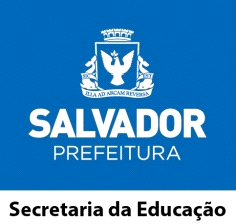 ILLA AD ARCAM REVERSA
SALVADOR
PREFEITURA
Secretaria da Educação